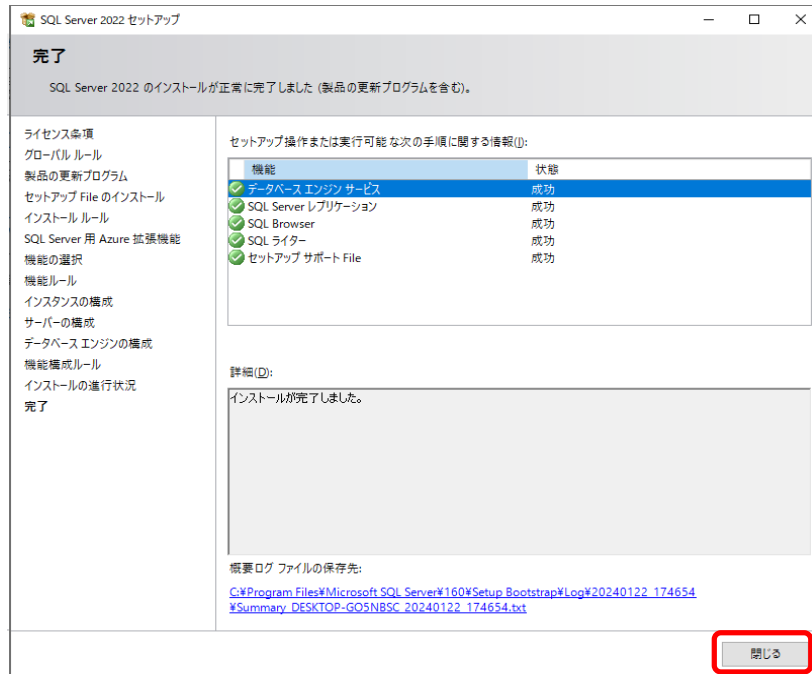 SQL Server 2022 セットアップ
完了
SQL Server 2022 のインストールが正常に完了しました (製品の更新プログラムを含む)。
ライセンス条項
グローバル ルール
製品の更新プログラム
セットアップ File のインストール
インストール ルール
SQL Server 用 Azure 拡張機能
機能の選択
機能ルール
インスタンスの構成
サーバーの構成
データベース エンジンの構成
機能構成ルール
インストールの進行状況
完了
セットアップ操作または実行可能な次の手順に関する情報(I):
機能 状態
データベース エンジン サービス 成功
SQL Server レプリケーション 成功
SQL Browser 成功
SQL ライター 成功
セットアップ サポート File 成功
詳細(D):
インストールが完了しました。
概要ログ ファイルの保存先:
C:¥Program Files¥Microsoft SQL Server¥160¥Setup Bootstrap¥Log¥20240122_174654
¥Summary_DESKTOP-GO5NBSC_20240122_174654.txt
閉じる